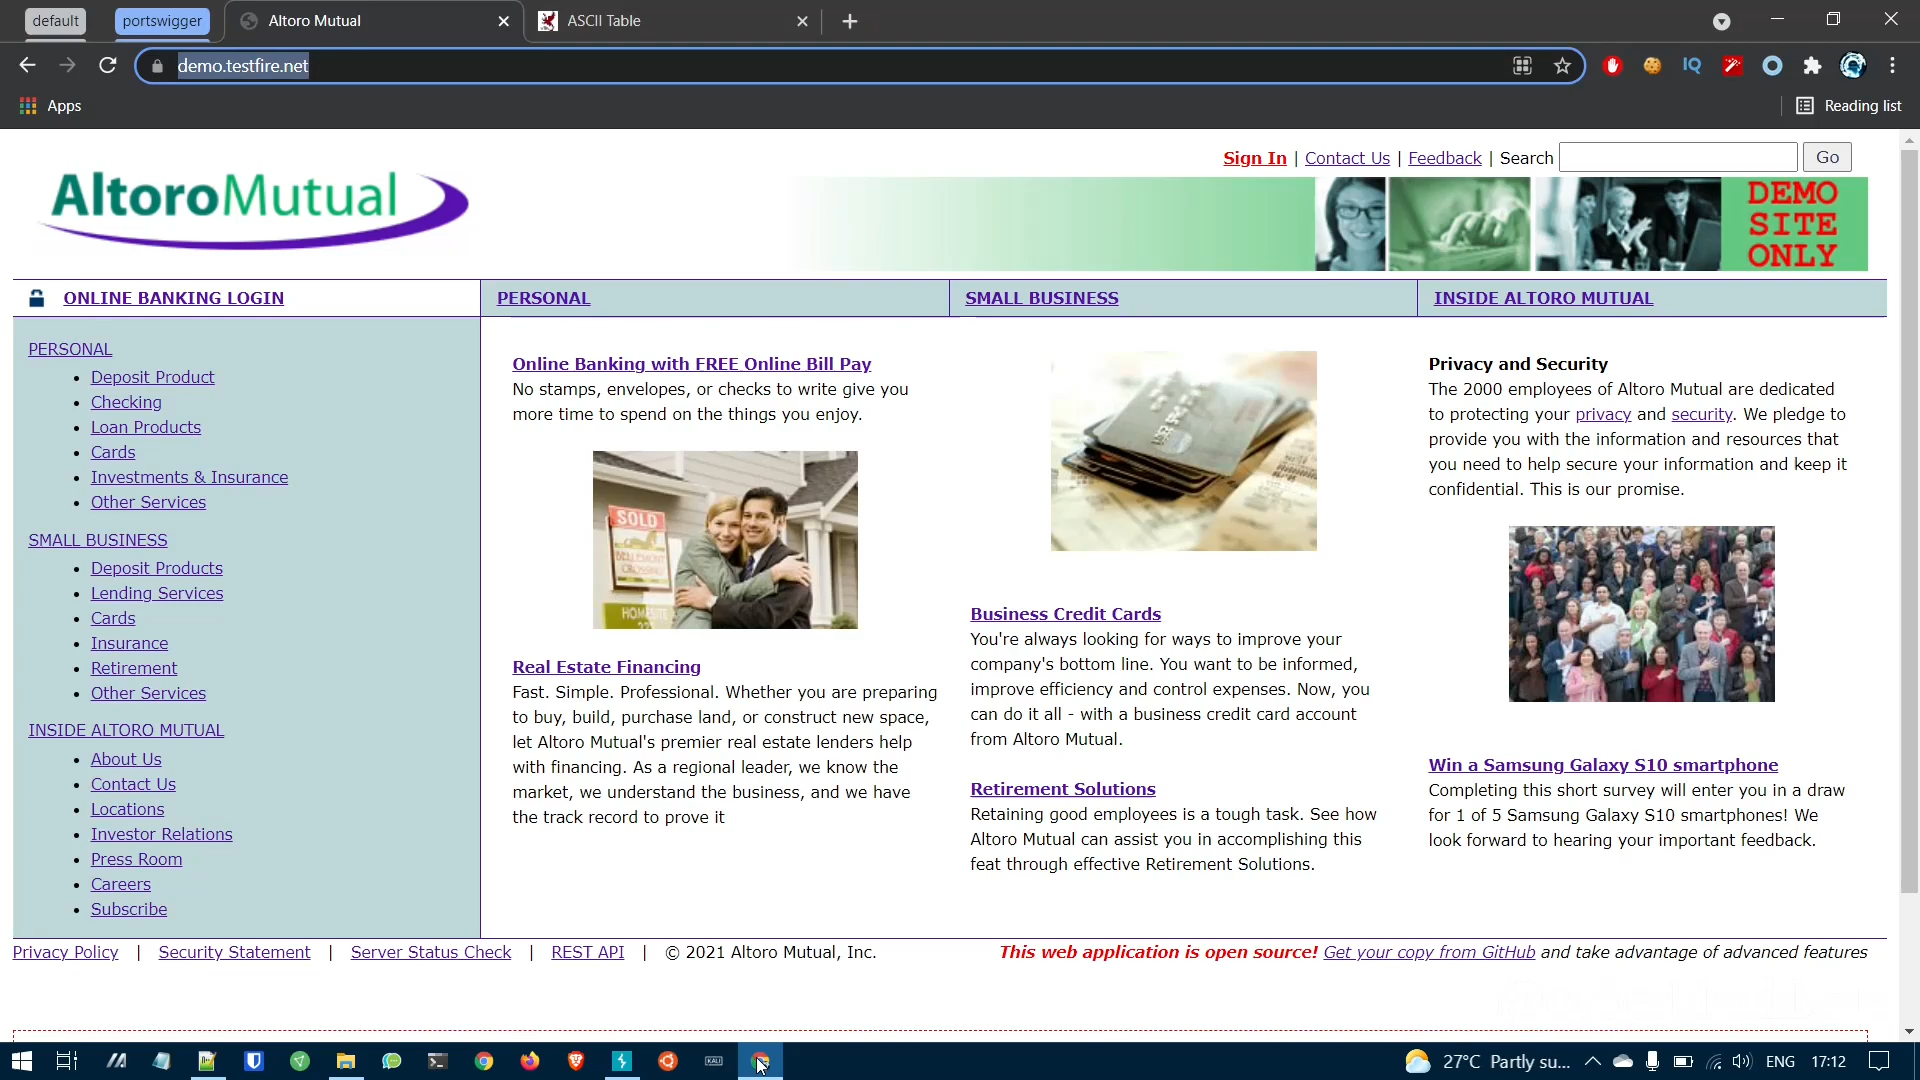 default
portswigger
Altoro Mutual
ASCII Table
demo.testfire.net
IQ
Apps
Reading list
Sign In | Contact Us | Feedback | Search
Go
AltoroMutual
DEMO
SITE
ONLY
ONLINE BANKING LOGIN
PERSONAL
SMALL BUSINESS
INSIDE ALTORO MUTUAL
PERSONAL
• Deposit Product
• Checking
• Loan Products
• Cards
• Investments & Insurance
• Other Services
SMALL BUSINESS
• Deposit Products
• Lending Services
• Cards
• Insurance
• Retirement
• Other Services
INSIDE ALTORO MUTUAL
• About Us
• Contact Us
• Locations
• Investor Relations
• Press Room
• Careers
• Subscribe
Online Banking with FREE Online Bill Pay
No stamps, envelopes, or checks to write give you
more time to spend on the things you enjoy.
SOLD
Real Estate Financing
Fast. Simple. Professional. Whether you are preparing
to buy, build, purchase land, or construct new space,
let Altoro Mutual's premier real estate lenders help
with financing. As a regional leader, we know the
market, we understand the business, and we have
the track record to prove it
Business Credit Cards
You're always looking for ways to improve your
company's bottom line. You want to be informed,
improve efficiency and control expenses. Now, you
can do it all - with a business credit card account
from Altoro Mutual.
Retirement Solutions
Retaining good employees is a tough task. See how
Altoro Mutual can assist you in accomplishing this
feat through effective Retirement Solutions.
Privacy and Security
The 2000 employees of Altoro Mutual are dedicated
to protecting your privacy and security. We pledge to
provide you with the information and resources that
you need to help secure your information and keep it
confidential. This is our promise.
Win a Samsung Galaxy S10 smartphone
Completing this short survey will enter you in a draw
for 1 of 5 Samsung Galaxy S10 smartphones! We
look forward to hearing your important feedback.
Privacy Policy | Security Statement | Server Status Check | REST API | © 2021 Altoro Mutual, Inc.
This web application is open source! Get your copy from GitHub and take advantage of advanced features
KALI
27°C Partly su...
ENG
17:12